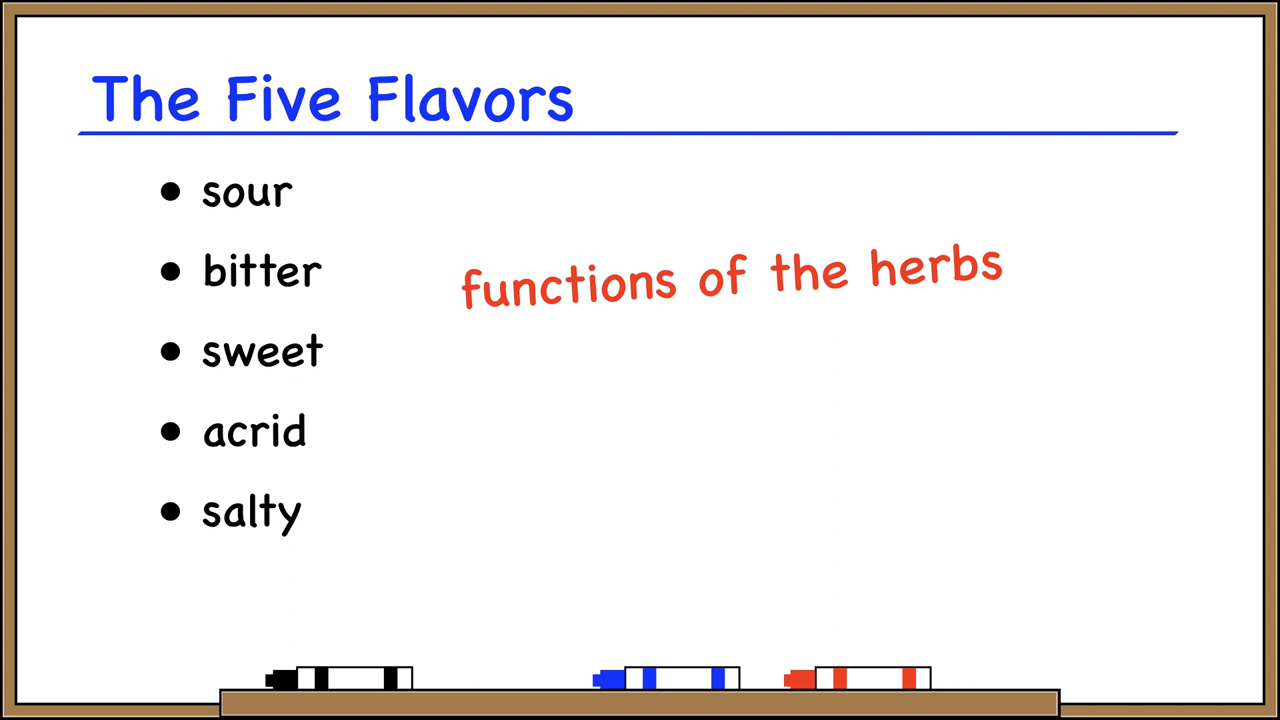 The Five Flavors
• sour
• bitter
functions of the herbs
• sweet
• acrid
• salty